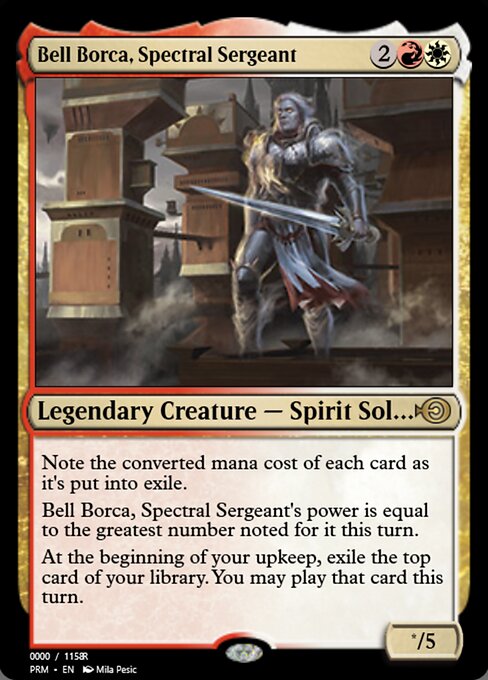 Bell Borca, Spectral Sergeant 2
Legendary Creature — Spirit Sol...
Note the converted mana cost of each card as
it's put into exile.
Bell Borca, Spectral Sergeant's power is equal
to the greatest number noted for it this turn.
At the beginning of your upkeep, exile the top
card of your library. You may play that card this
turn.
*/5
0000 / 1158R
PRM • EN Mila Pesic